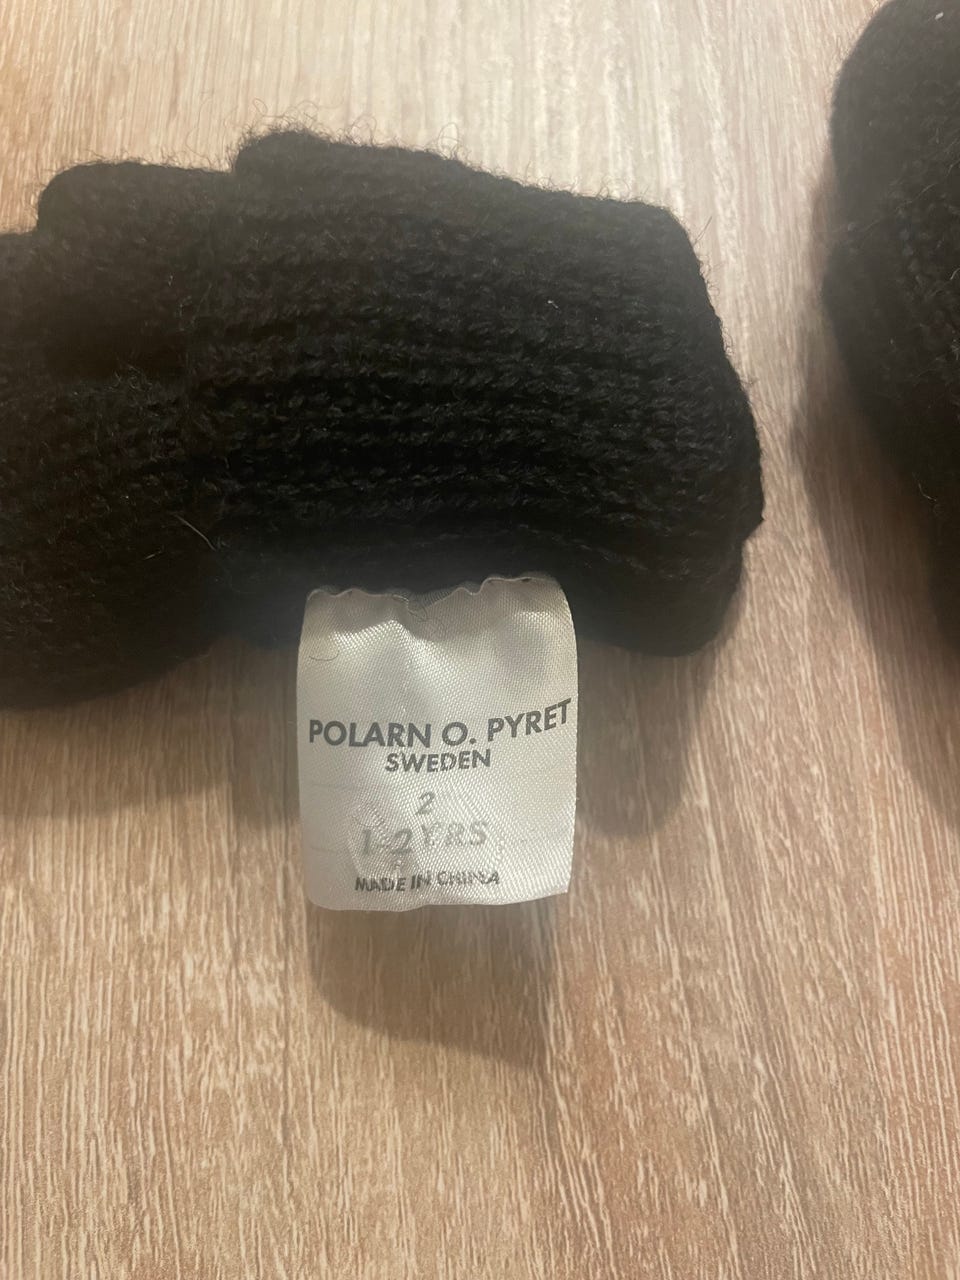 POLARN O. PYRET
SWEDEN
2
1-2 YRS
MADE IN CHINA